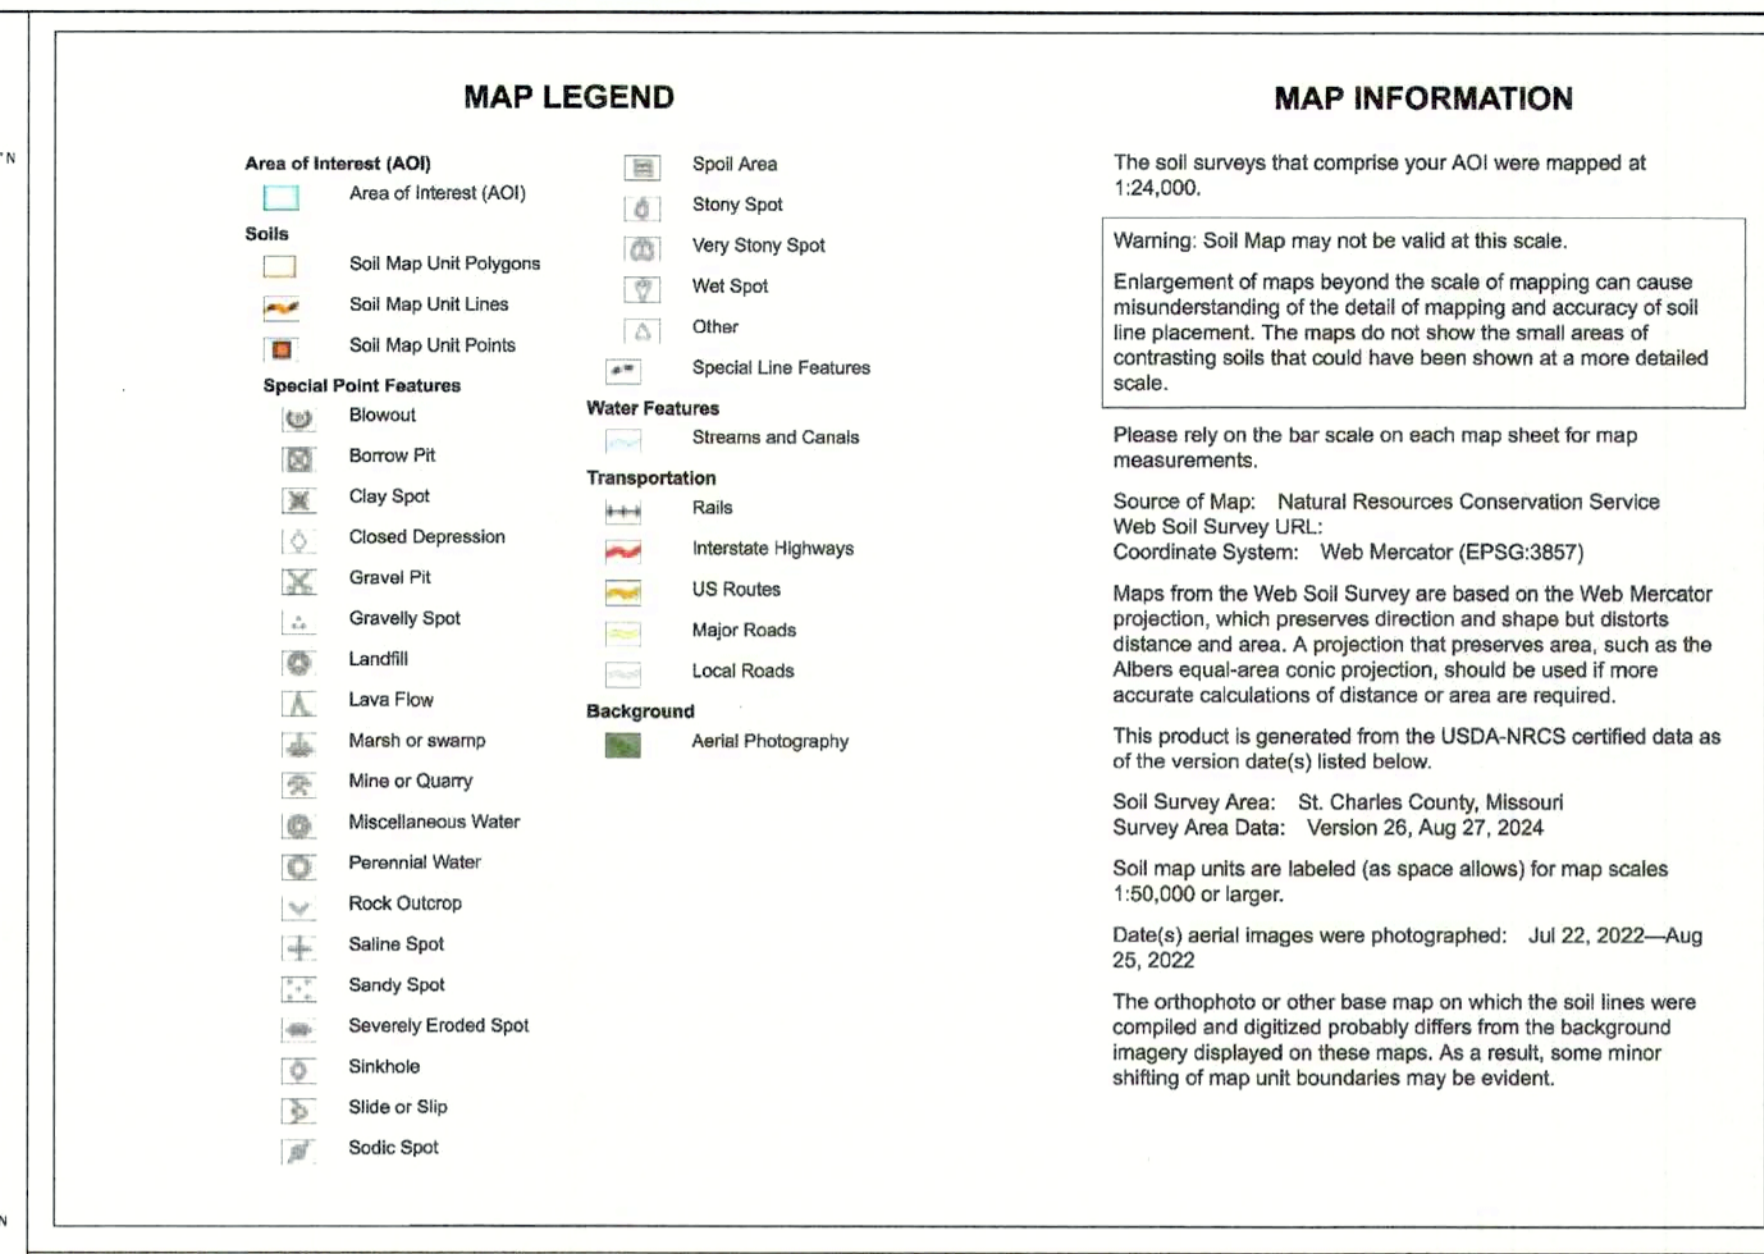 MAP LEGEND
Area of Interest (AOI)
Area of Interest (AOI)
Soils
Soil Map Unit Polygons
Soil Map Unit Lines
Soil Map Unit Points
Special Point Features
Blowout
Borrow Pit
Clay Spot
Closed Depression
Gravel Pit
Gravelly Spot
Landfill
Lava Flow
Marsh or swamp
Mine or Quarry
Miscellaneous Water
Perennial Water
Rock Outcrop
Saline Spot
Sandy Spot
Severely Eroded Spot
Sinkhole
Slide or Slip
Sodic Spot
Spoil Area
Stony Spot
Very Stony Spot
Wet Spot
Other
Special Line Features
Water Features
Streams and Canals
Transportation
Rails
Interstate Highways
US Routes
Major Roads
Local Roads
Background
Aerial Photography
MAP INFORMATION
The soil surveys that comprise your AOI were mapped at
1:24,000.
Warning: Soil Map may not be valid at this scale.
Enlargement of maps beyond the scale of mapping can cause
misunderstanding of the detail of mapping and accuracy of soil
line placement. The maps do not show the small areas of
contrasting soils that could have been shown at a more detailed
scale.
Please rely on the bar scale on each map sheet for map
measurements.
Source of Map: Natural Resources Conservation Service
Web Soil Survey URL:
Coordinate System: Web Mercator (EPSG:3857)
Maps from the Web Soil Survey are based on the Web Mercator
projection, which preserves direction and shape but distorts
distance and area. A projection that preserves area, such as the
Albers equal-area conic projection, should be used if more
accurate calculations of distance or area are required.
This product is generated from the USDA-NRCS certified data as
of the version date(s) listed below.
Soil Survey Area: St. Charles County, Missouri
Survey Area Data: Version 26, Aug 27, 2024
Soil map units are labeled (as space allows) for map scales
1:50,000 or larger.
Date(s) aerial images were photographed: Jul 22, 2022—Aug
25, 2022
The orthophoto or other base map on which the soil lines were
compiled and digitized probably differs from the background
imagery displayed on these maps. As a result, some minor
shifting of map unit boundaries may be evident.
N
N